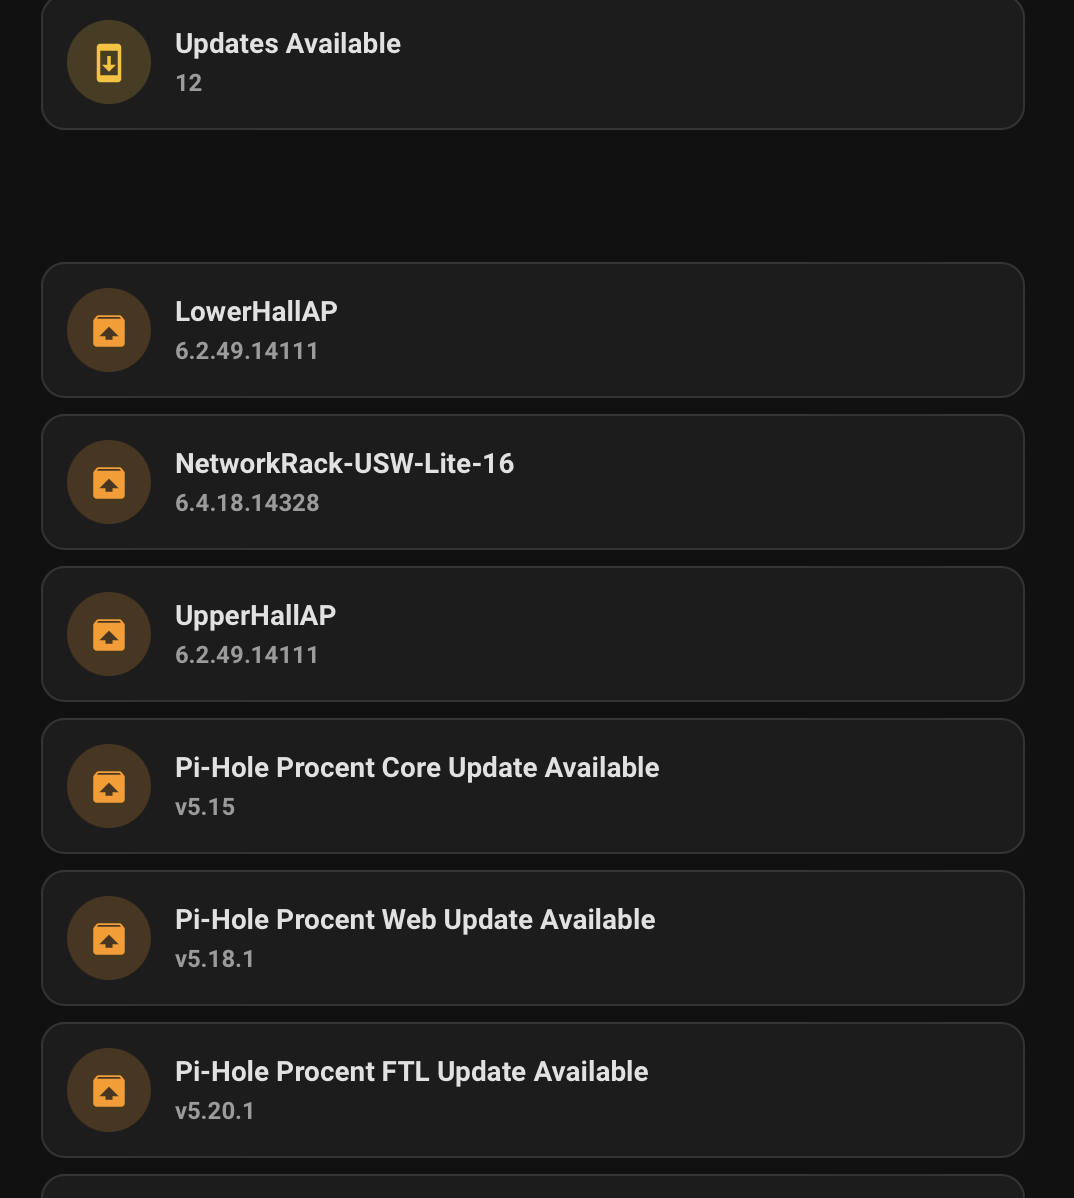 Updates Available
12
LowerHallAP
6.2.49.14111
NetworkRack-USW-Lite-16
6.4.18.14328
UpperHallAP
6.2.49.14111
Pi-Hole Procent Core Update Available
v5.15
Pi-Hole Procent Web Update Available
v5.18.1
Pi-Hole Procent FTL Update Available
v5.20.1